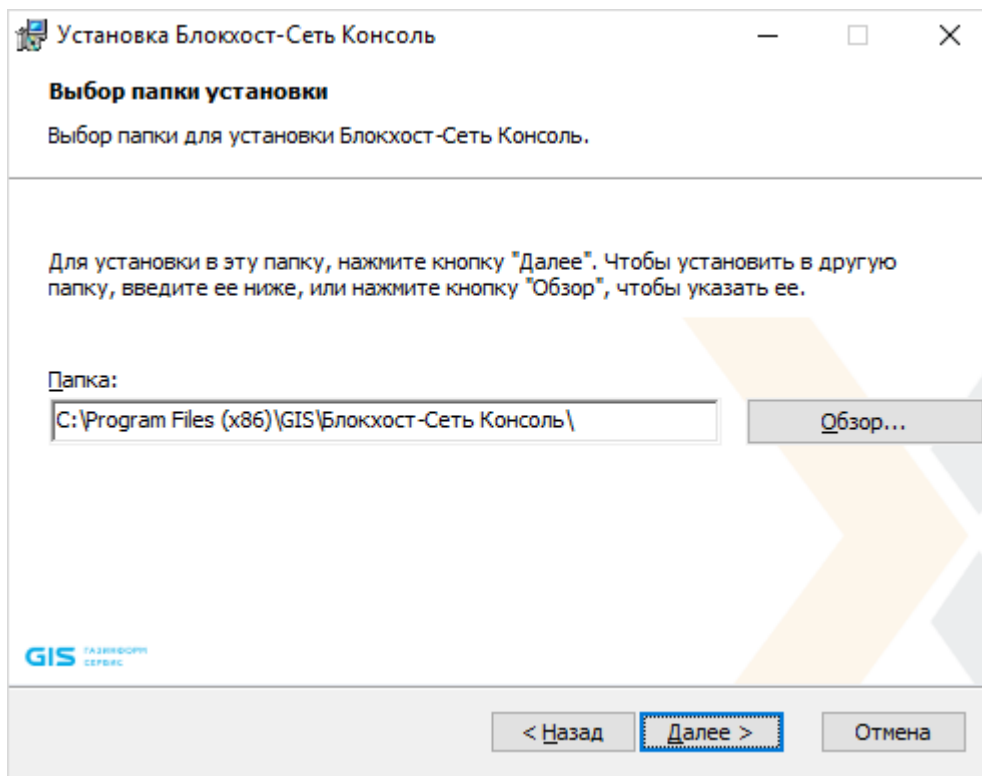 Установка Блокхост-Сеть Консоль
Выбор папки установки
Выбор папки для установки Блокхост-Сеть Консоль.
Для установки в эту папку, нажмите кнопку "Далее". Чтобы установить в другую
папку, введите ее ниже, или нажмите кнопку "Обзор", чтобы указать ее.
Папка:
C:\Program Files (x86)\GIS\Блокхост-Сеть Консоль\
Обзор...
GIS ГАЗИНФОРМ
СЕРВИС
< Назад
Далее >
Отмена